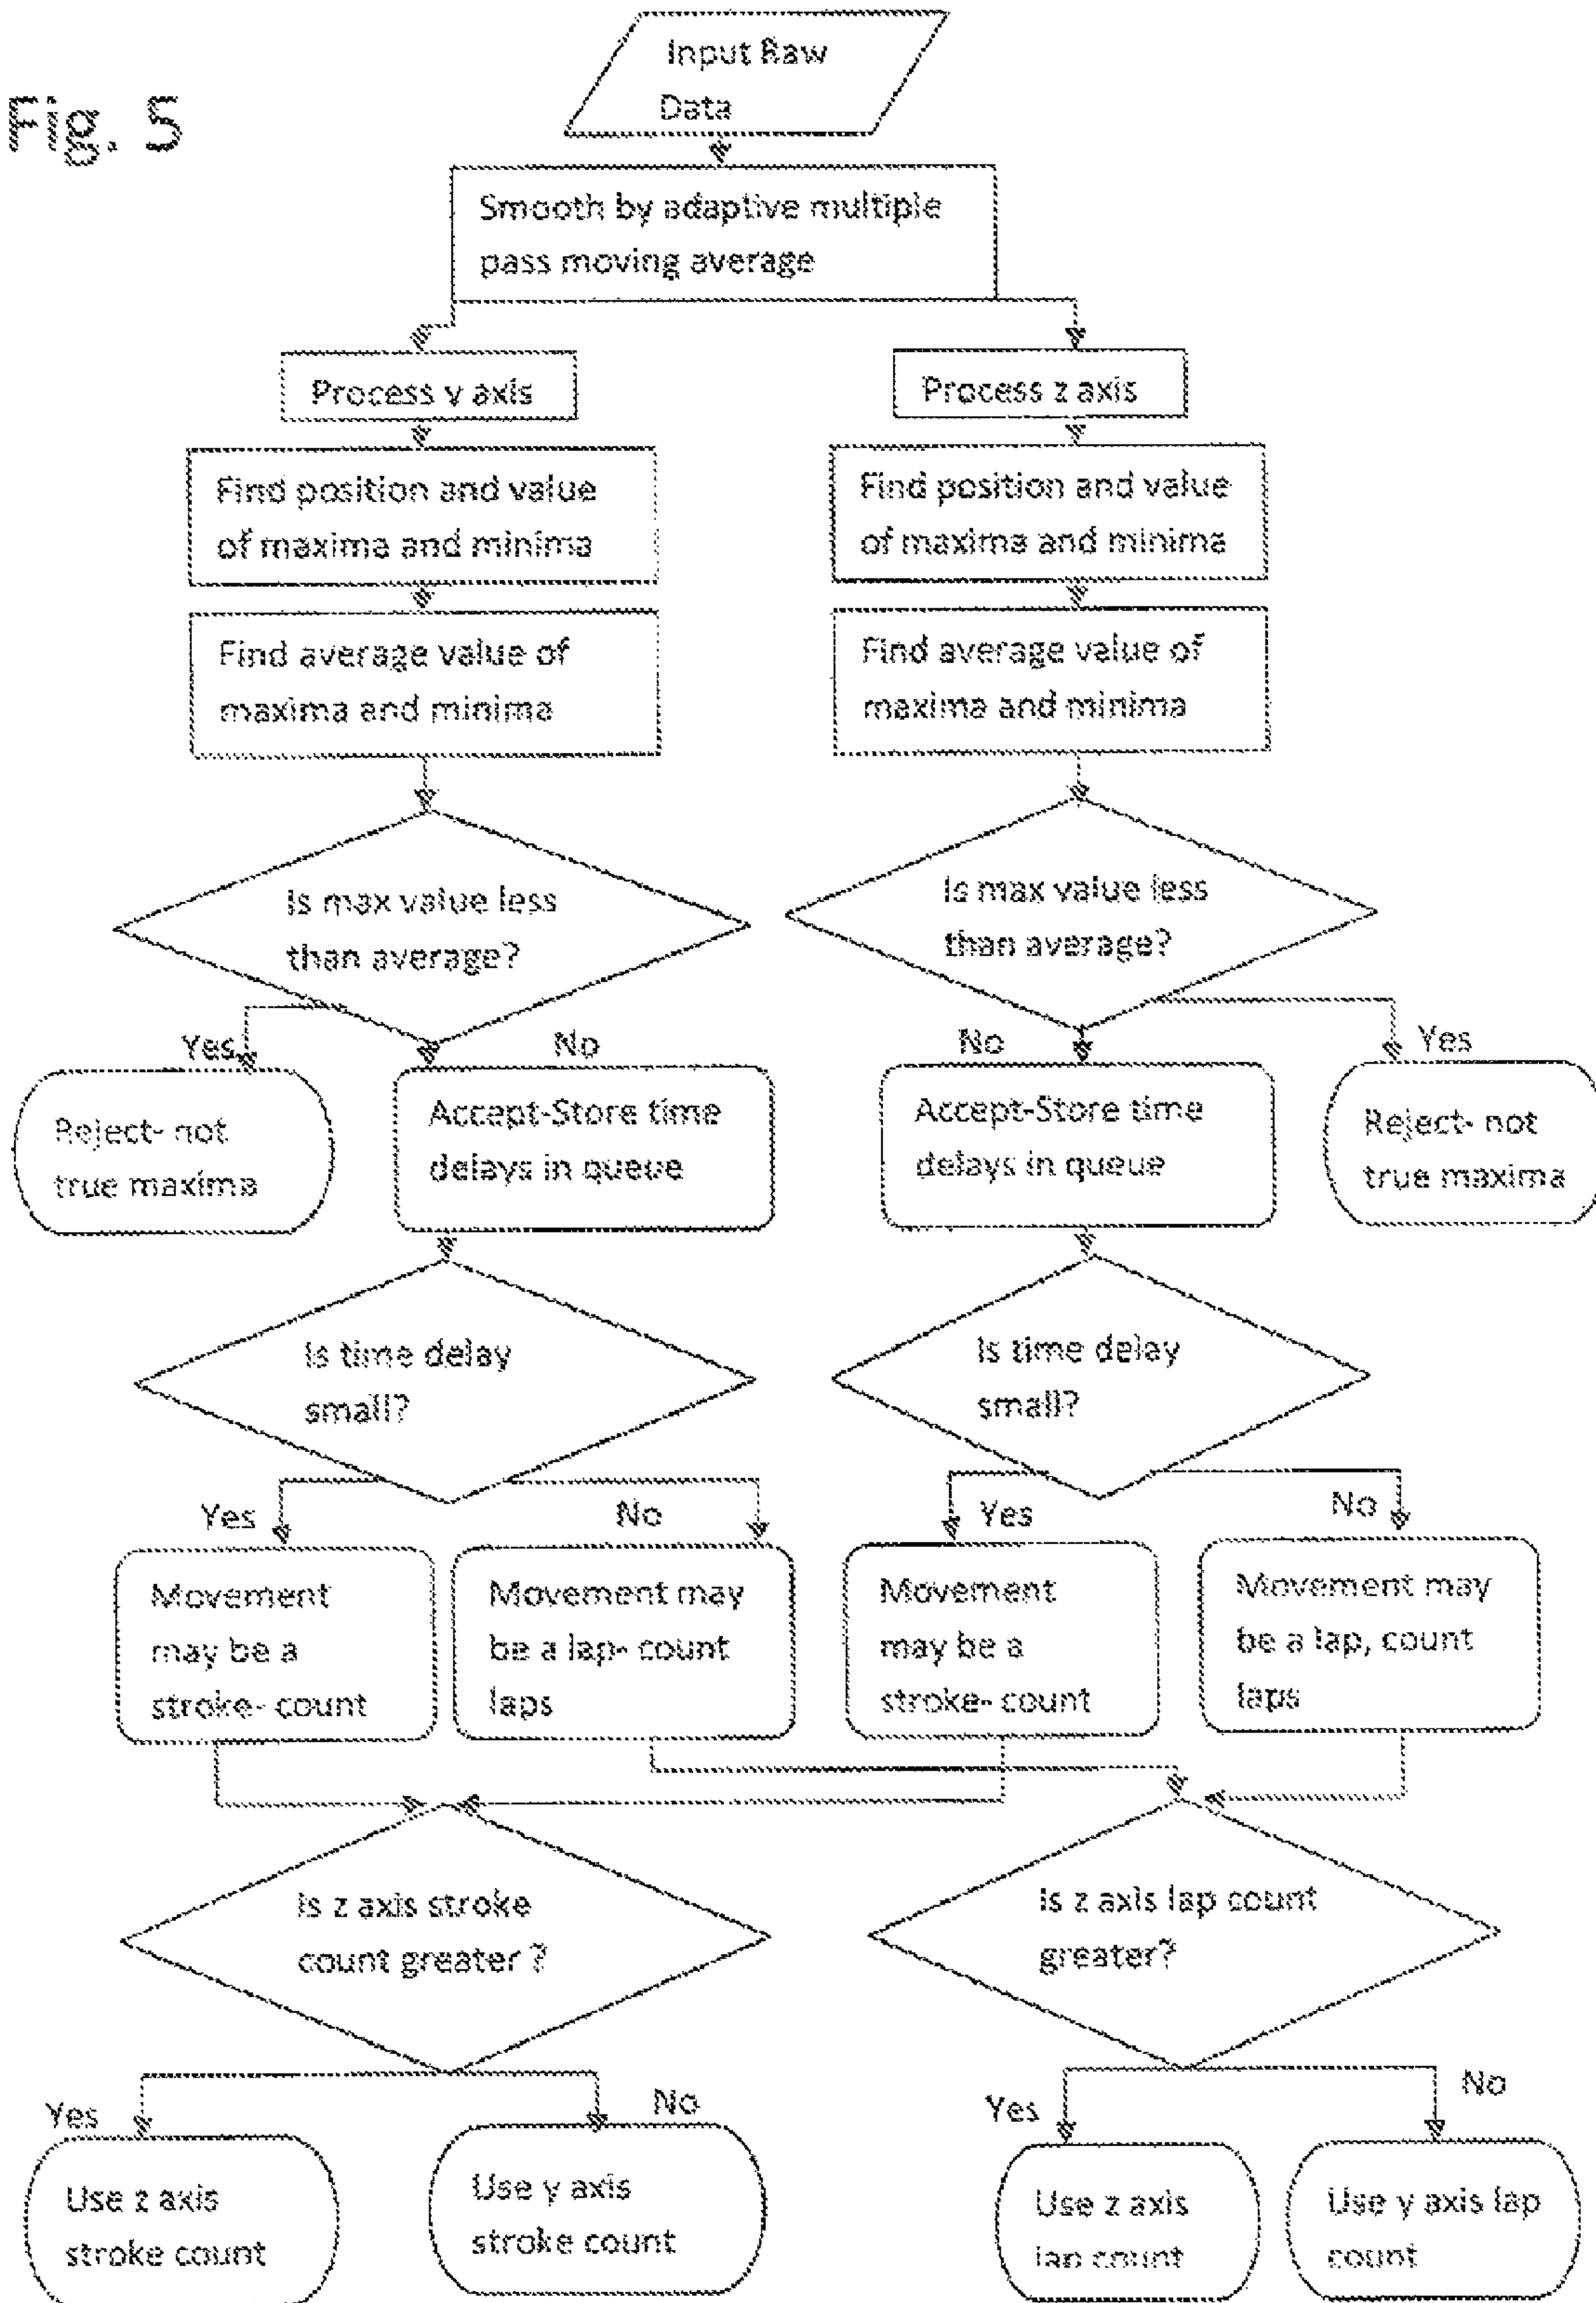 Fig. 5
Input Raw
Data
Smooth by adaptive multiple
pass moving average
Process y axis
Process z axis
Find position and value
of maxima and minima
Find position and value
of maxima and minima
Find average value of
maxima and minima
Find average value of
maxima and minima
Is max value less
than average?
Is max value less
than average?
Yes
No
No
Yes
Reject- not
true maxima
Accept-Store time
delays in queue
Accept-Store time
delays in queue
Reject- not
true maxima
Is time delay
small?
Is time delay
small?
Yes
No
Yes
No
Movement
may be a
stroke- count
Movement may
be a lap- count
laps
Movement
may be a
stroke- count
Movement may
be a lap, count
laps
Is z axis stroke
count greater ?
Is z axis lap count
greater?
Yes
No
Yes
No
Use z axis
stroke count
Use y axis
stroke count
Use z axis
lap count
Use y axis lap
count